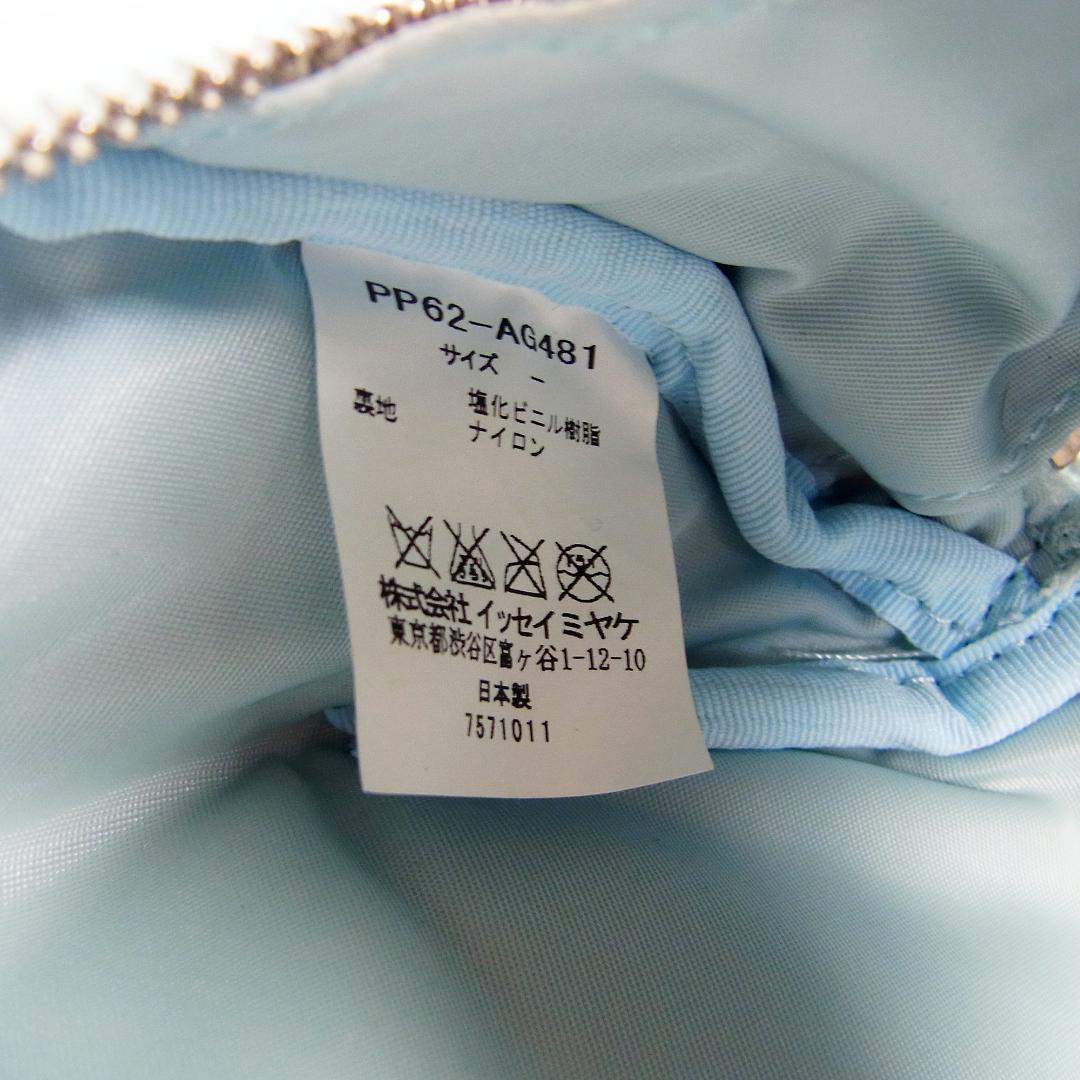 PP62-AG481
サイズ －
塩化ビニル樹脂
裏地 ナイロン
株式会社 イッセイ ミヤケ
東京都渋谷区富ヶ谷1-12-10
日本製
7571011